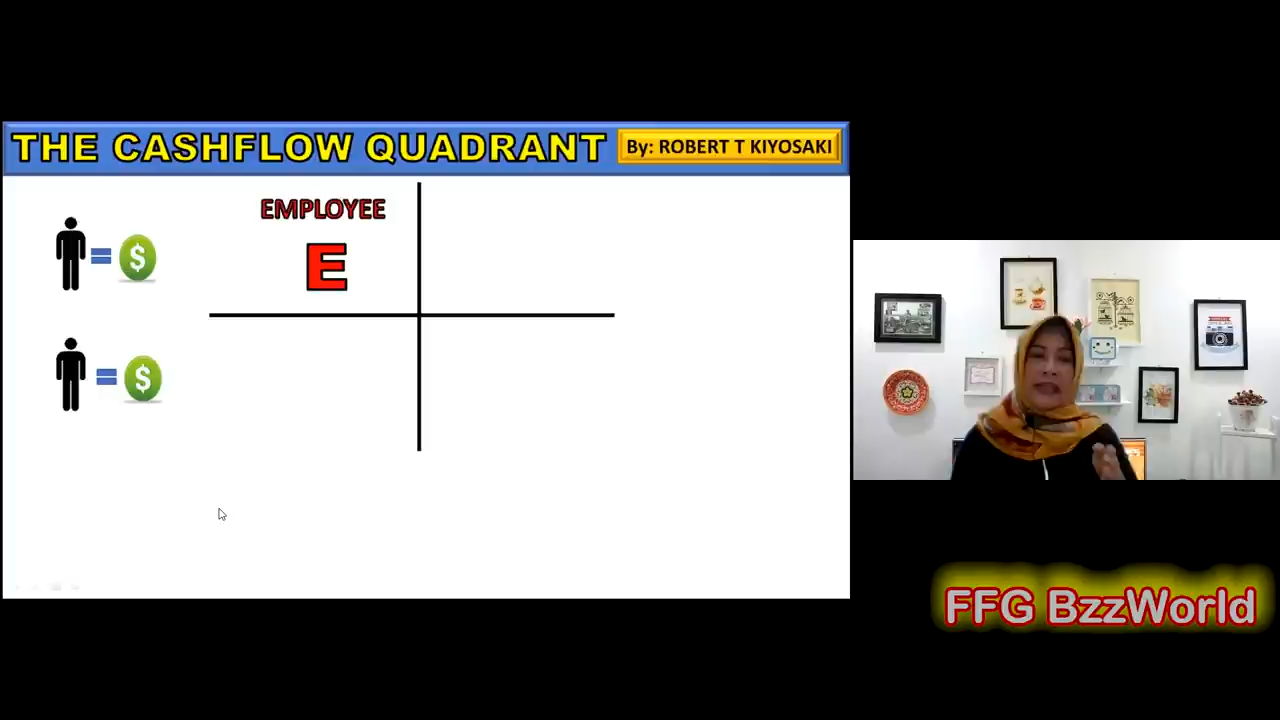 THE CASHFLOW QUADRANT
By: ROBERT T KIYOSAKI
EMPLOYEE
E
$
$
FFG BzzWorld